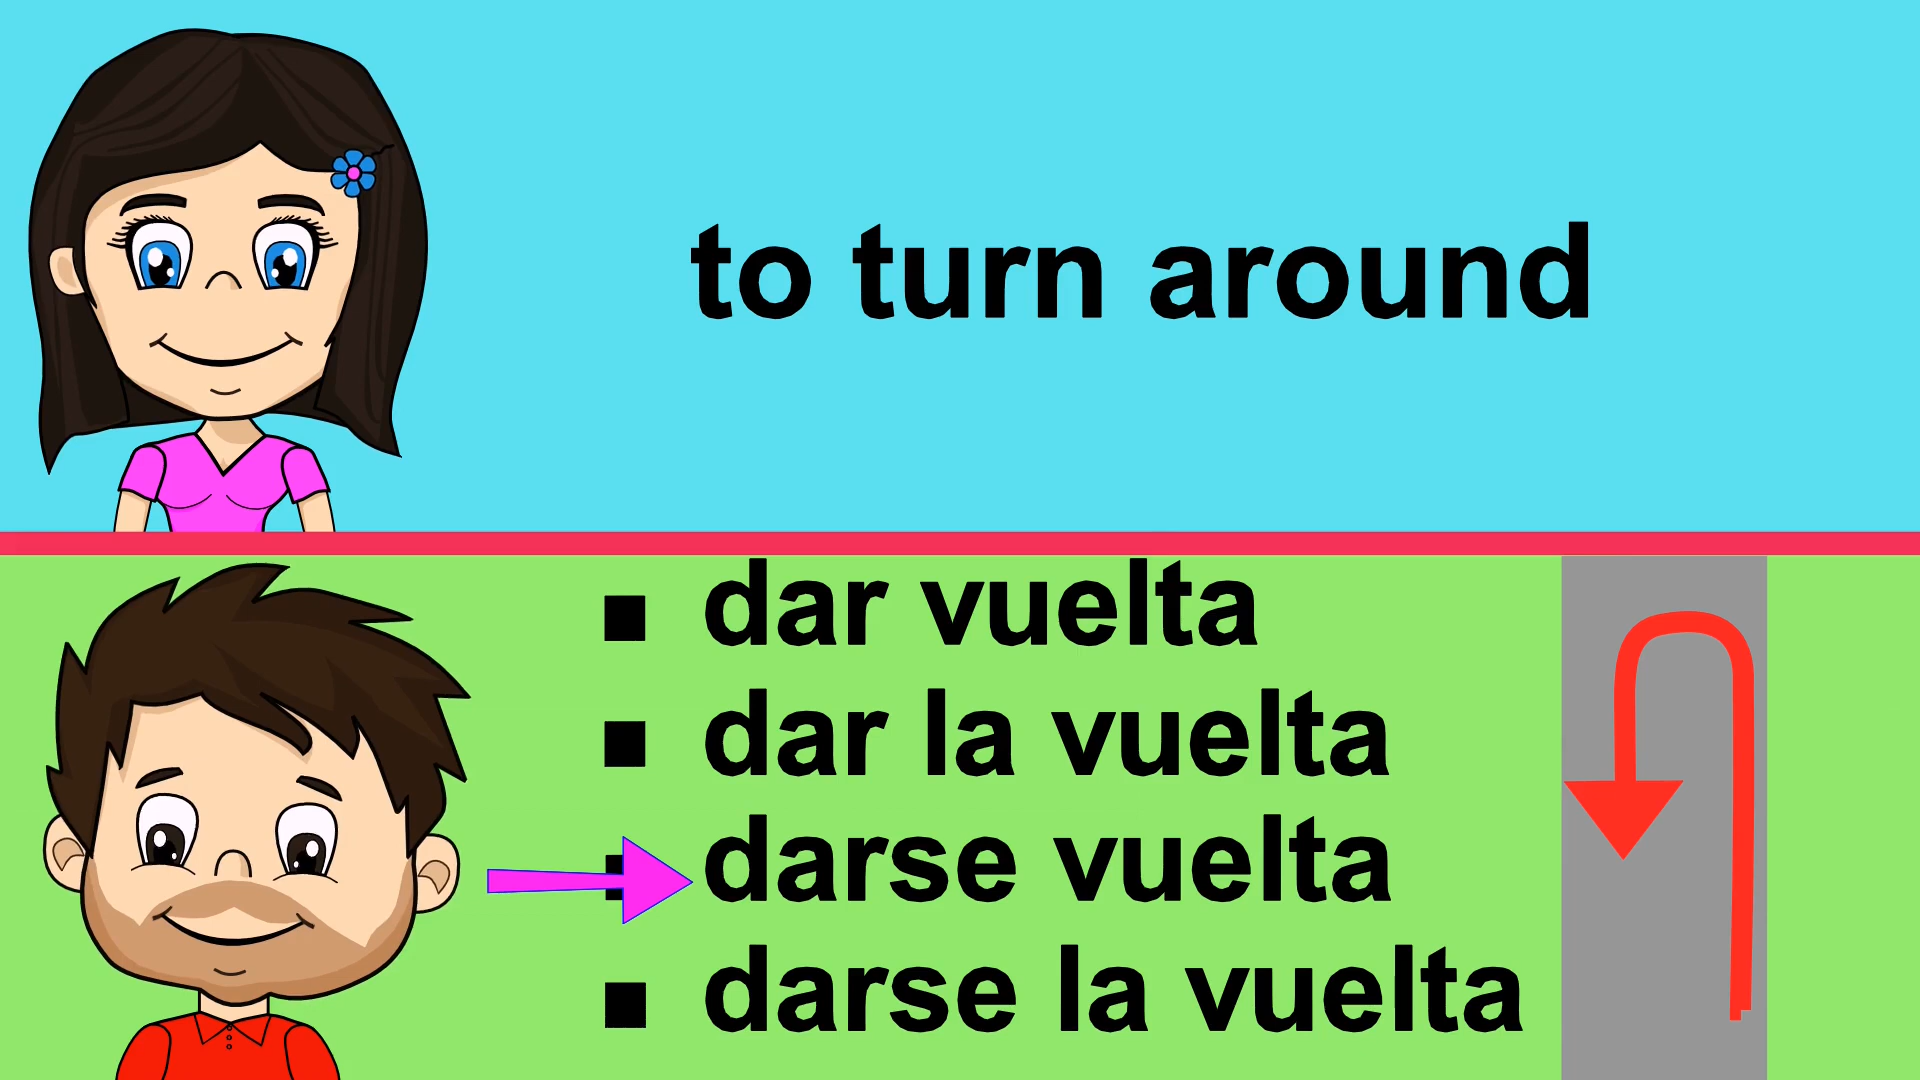 to turn around
▪ dar vuelta
▪ dar la vuelta
▪ darse vuelta
▪ darse la vuelta